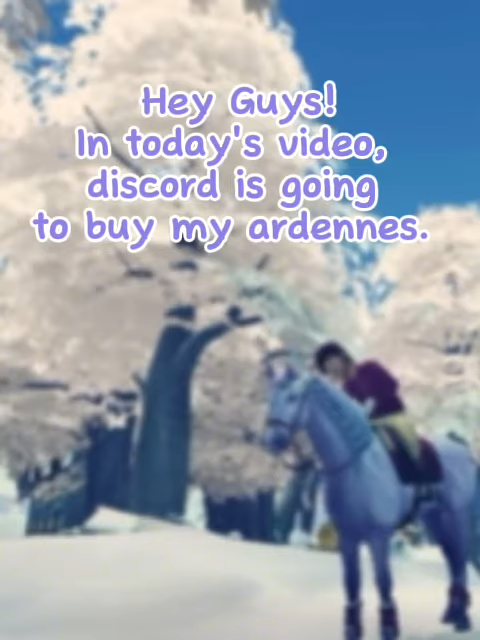 Hey Guys!
In today's video,
discord is going
to buy my ardennes.